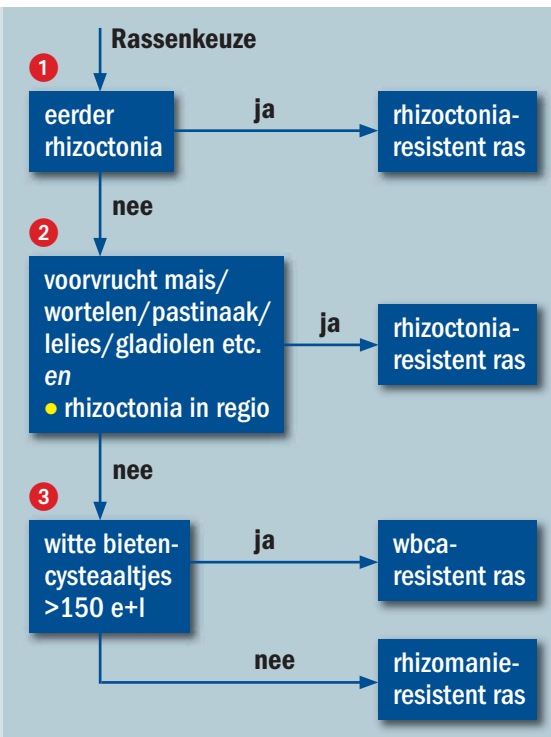 Rassenkeuze
1
eerder
rhizoctonia
ja
rhizoctonia-
resistent ras
nee
2
voorvrucht mais/
wortelen/pastinaak/
lelies/gladiolen etc.
en
• rhizoctonia in regio
ja
rhizoctonia-
resistent ras
nee
3
witte bieten-
cysteaaltjes
>150 e+l
ja
wbca-
resistent ras
nee
rhizomanie-
resistent ras